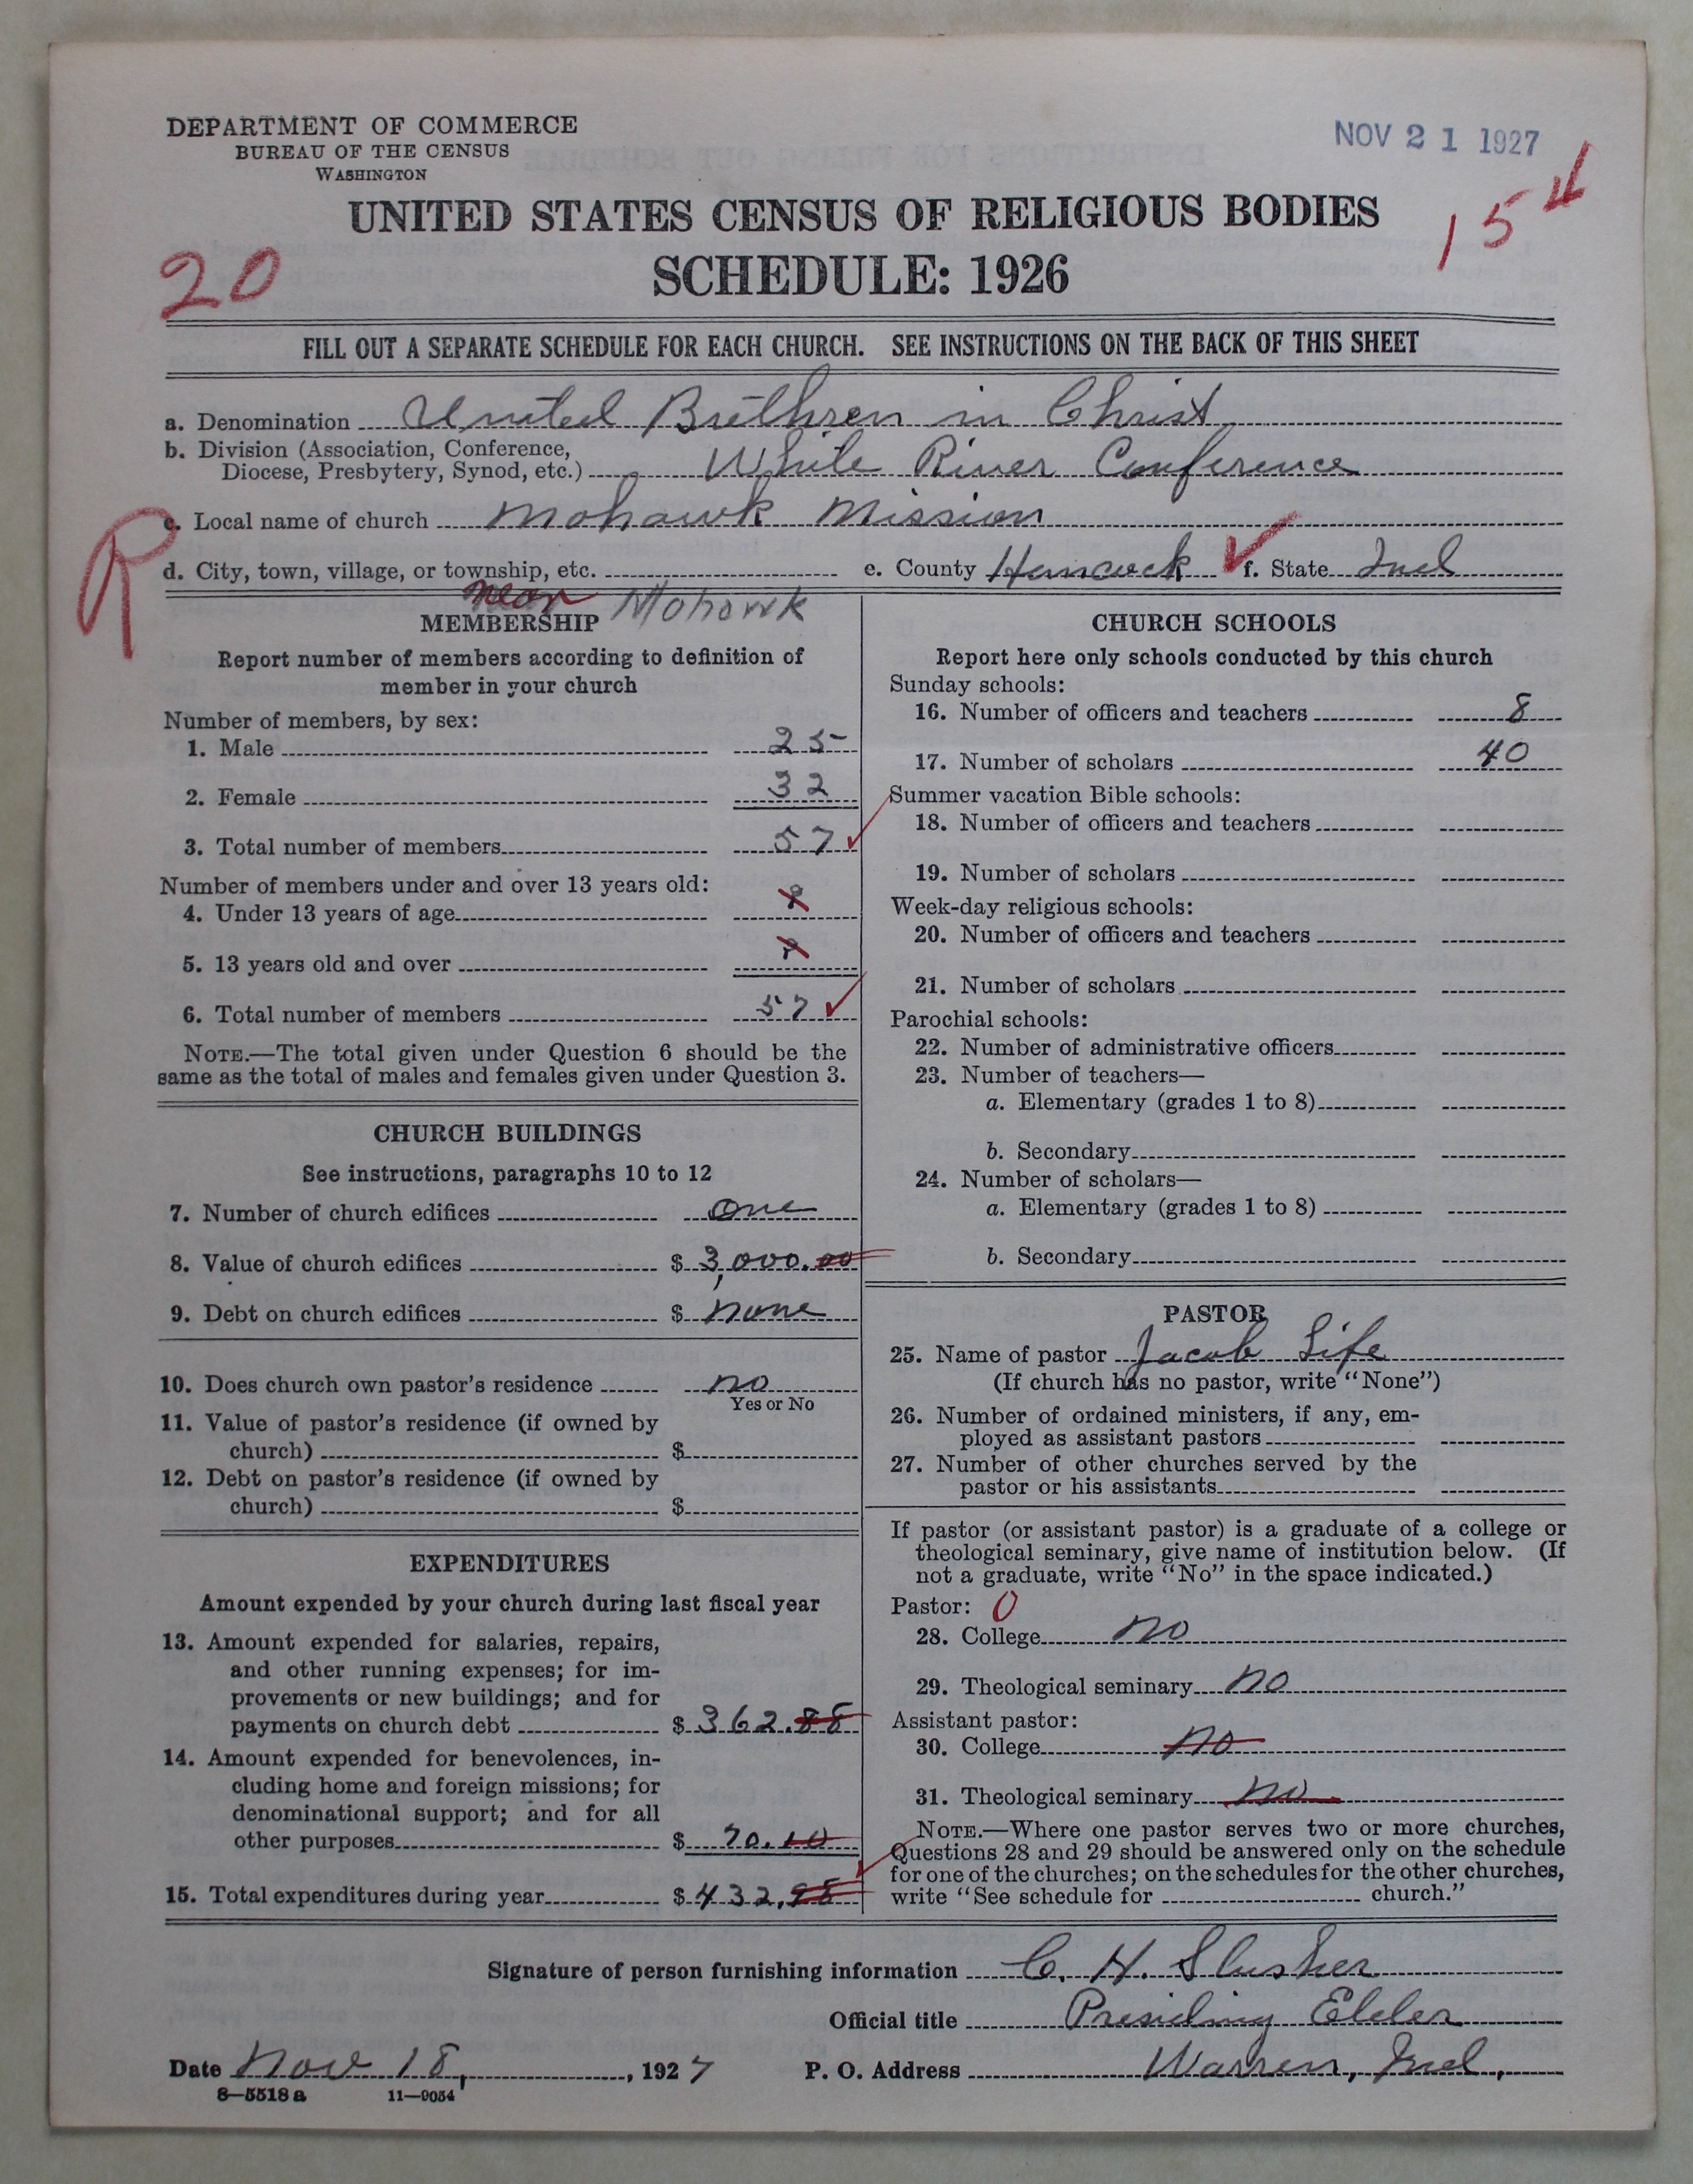 DEPARTMENT OF COMMERCE
BUREAU OF THE CENSUS
WASHINGTON
NOV 21 1927
UNITED STATES CENSUS OF RELIGIOUS BODIES
15
20
SCHEDULE: 1926
FILL OUT A SEPARATE SCHEDULE FOR EACH CHURCH. SEE INSTRUCTIONS ON THE BACK OF THIS SHEET
a. Denomination United Brethren in Christ
b. Division (Association, Conference,
Diocese, Presbytery, Synod, etc.) White River Conference
c. Local name of church Mohawk Mission
R
d. City, town, village, or township, etc. e. County Hancock f. State Ind
near Mohawk
MEMBERSHIP
Report number of members according to definition of
member in your church
Number of members, by sex:
1. Male 25
2. Female 32
3. Total number of members 57
Number of members under and over 13 years old:
4. Under 13 years of age ?
5. 13 years old and over ?
6. Total number of members 57
NOTE.—The total given under Question 6 should be the
same as the total of males and females given under Question 3.
CHURCH BUILDINGS
See instructions, paragraphs 10 to 12
7. Number of church edifices one
8. Value of church edifices $ 3,000.00
9. Debt on church edifices $ none
10. Does church own pastor's residence no
Yes or No
11. Value of pastor's residence (if owned by
church) $
12. Debt on pastor's residence (if owned by
church) $
EXPENDITURES
Amount expended by your church during last fiscal year
13. Amount expended for salaries, repairs,
and other running expenses; for im-
provements or new buildings; and for
payments on church debt $ 362.88
14. Amount expended for benevolences, in-
cluding home and foreign missions; for
denominational support; and for all
other purposes $ 70.10
15. Total expenditures during year $ 432.98
CHURCH SCHOOLS
Report here only schools conducted by this church
Sunday schools:
16. Number of officers and teachers 8
17. Number of scholars 40
Summer vacation Bible schools:
18. Number of officers and teachers
19. Number of scholars
Week-day religious schools:
20. Number of officers and teachers
21. Number of scholars
Parochial schools:
22. Number of administrative officers
23. Number of teachers—
a. Elementary (grades 1 to 8)
b. Secondary
24. Number of scholars—
a. Elementary (grades 1 to 8)
b. Secondary
PASTOR
25. Name of pastor Jacob Life
(If church has no pastor, write "None")
26. Number of ordained ministers, if any, em-
ployed as assistant pastors
27. Number of other churches served by the
pastor or his assistants
If pastor (or assistant pastor) is a graduate of a college or
theological seminary, give name of institution below. (If
not a graduate, write "No" in the space indicated.)
Pastor: 0
28. College no
29. Theological seminary no
Assistant pastor:
30. College no
31. Theological seminary no
NOTE.—Where one pastor serves two or more churches,
Questions 28 and 29 should be answered only on the schedule
for one of the churches; on the schedules for the other churches,
write "See schedule for church."
Signature of person furnishing information C. H. Slusher
Official title Presiding Elder
Date Nov 18, , 1927 P. O. Address Warren, Ind,
8—5518 a 11—9054